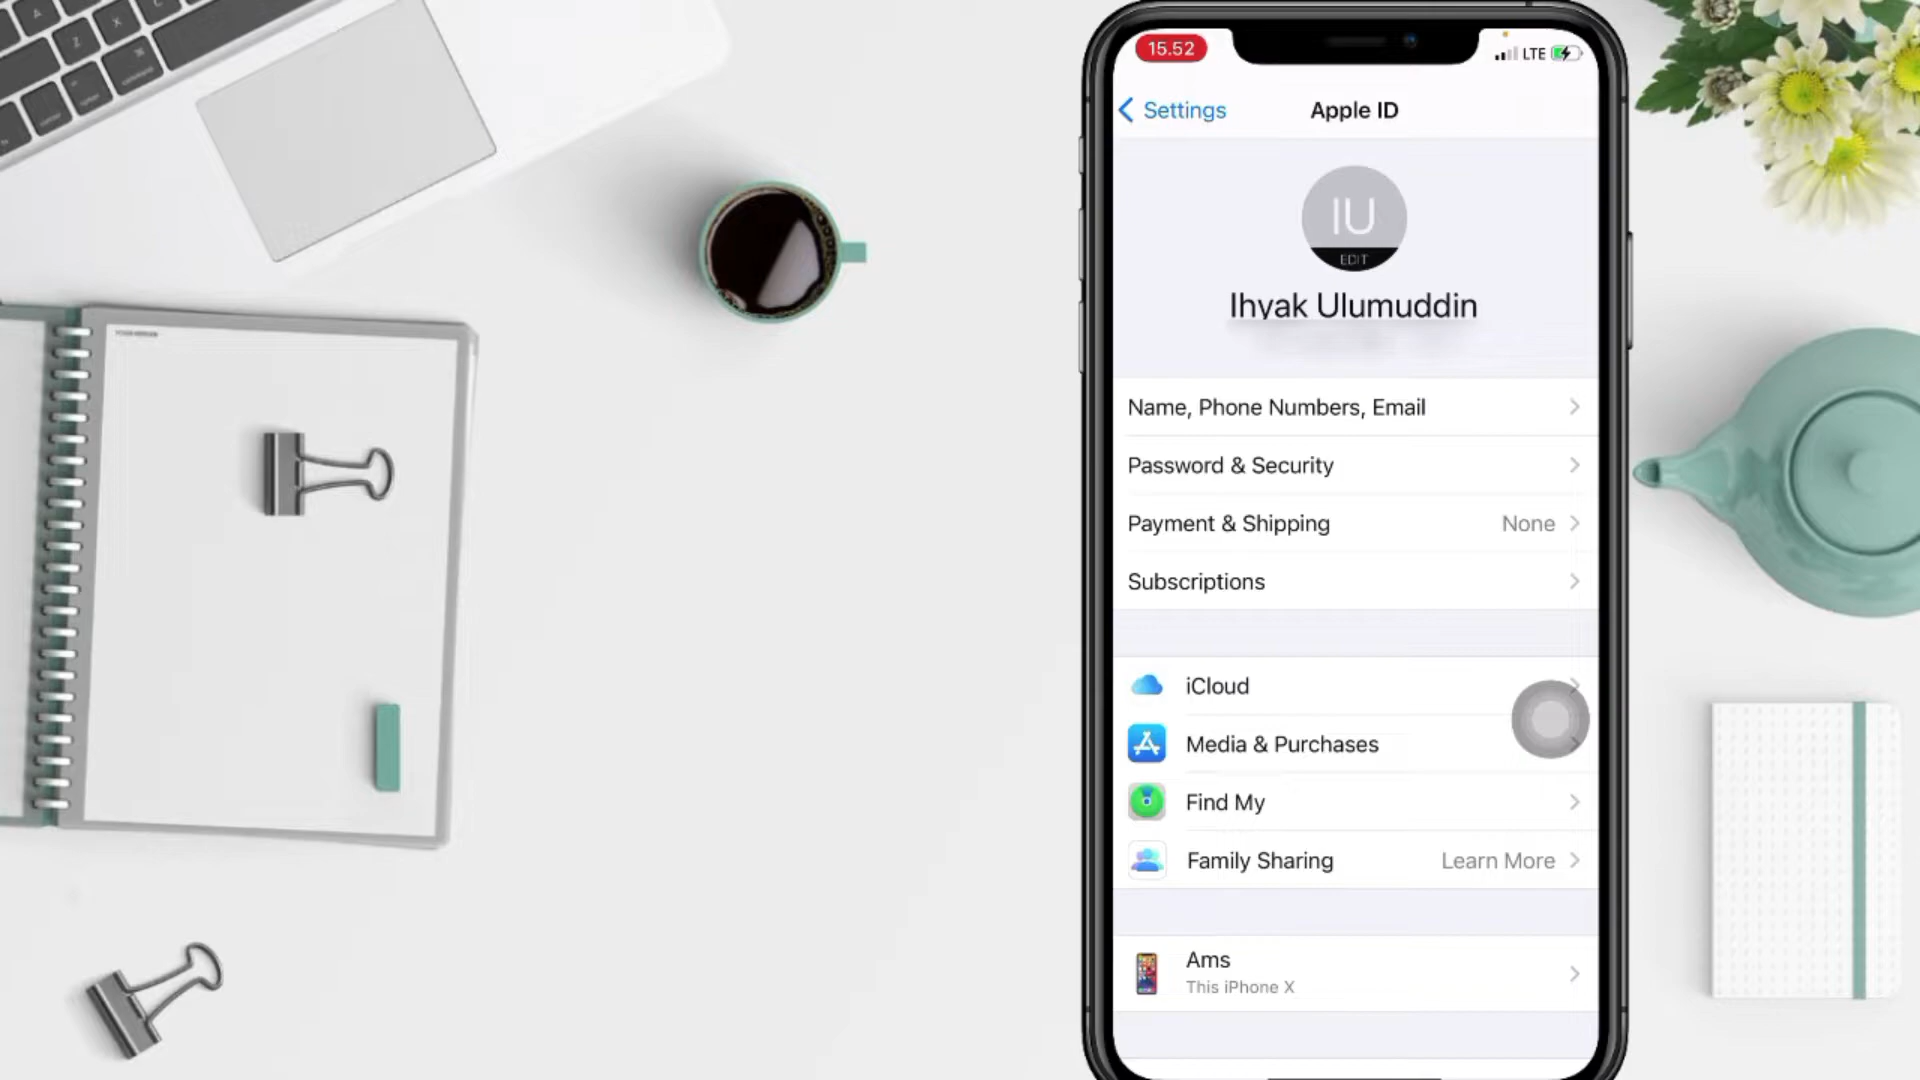 15.52
LTE
Settings
Apple ID
IU
EDIT
Ihyak Ulumuddin
Name, Phone Numbers, Email
Password & Security
Payment & Shipping None
Subscriptions
iCloud
Media & Purchases
Find My
Family Sharing Learn More
Ams
This iPhone X
A
Z
X